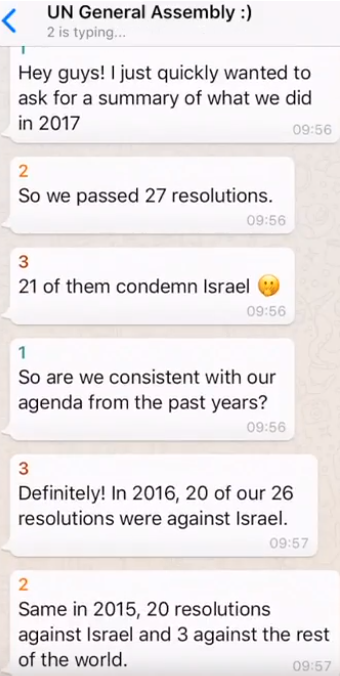 UN General Assembly :)
2 is typing...
1
Hey guys! I just quickly wanted to
ask for a summary of what we did
in 2017
09:56
2
So we passed 27 resolutions.
09:56
3
21 of them condemn Israel 🤭
09:56
1
So are we consistent with our
agenda from the past years?
09:56
3
Definitely! In 2016, 20 of our 26
resolutions were against Israel.
09:57
2
Same in 2015, 20 resolutions
against Israel and 3 against the rest
of the world.
09:57